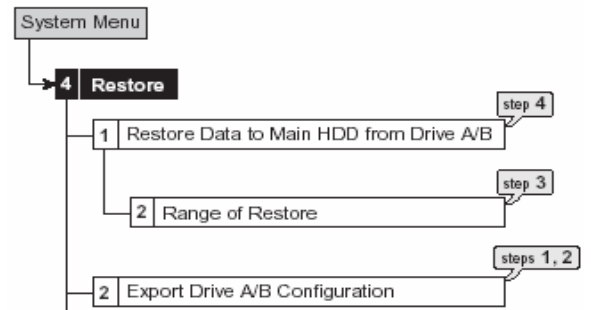 System Menu
4 Restore
step 4
1 Restore Data to Main HDD from Drive A/B
step 3
2 Range of Restore
steps 1, 2
2 Export Drive A/B Configuration